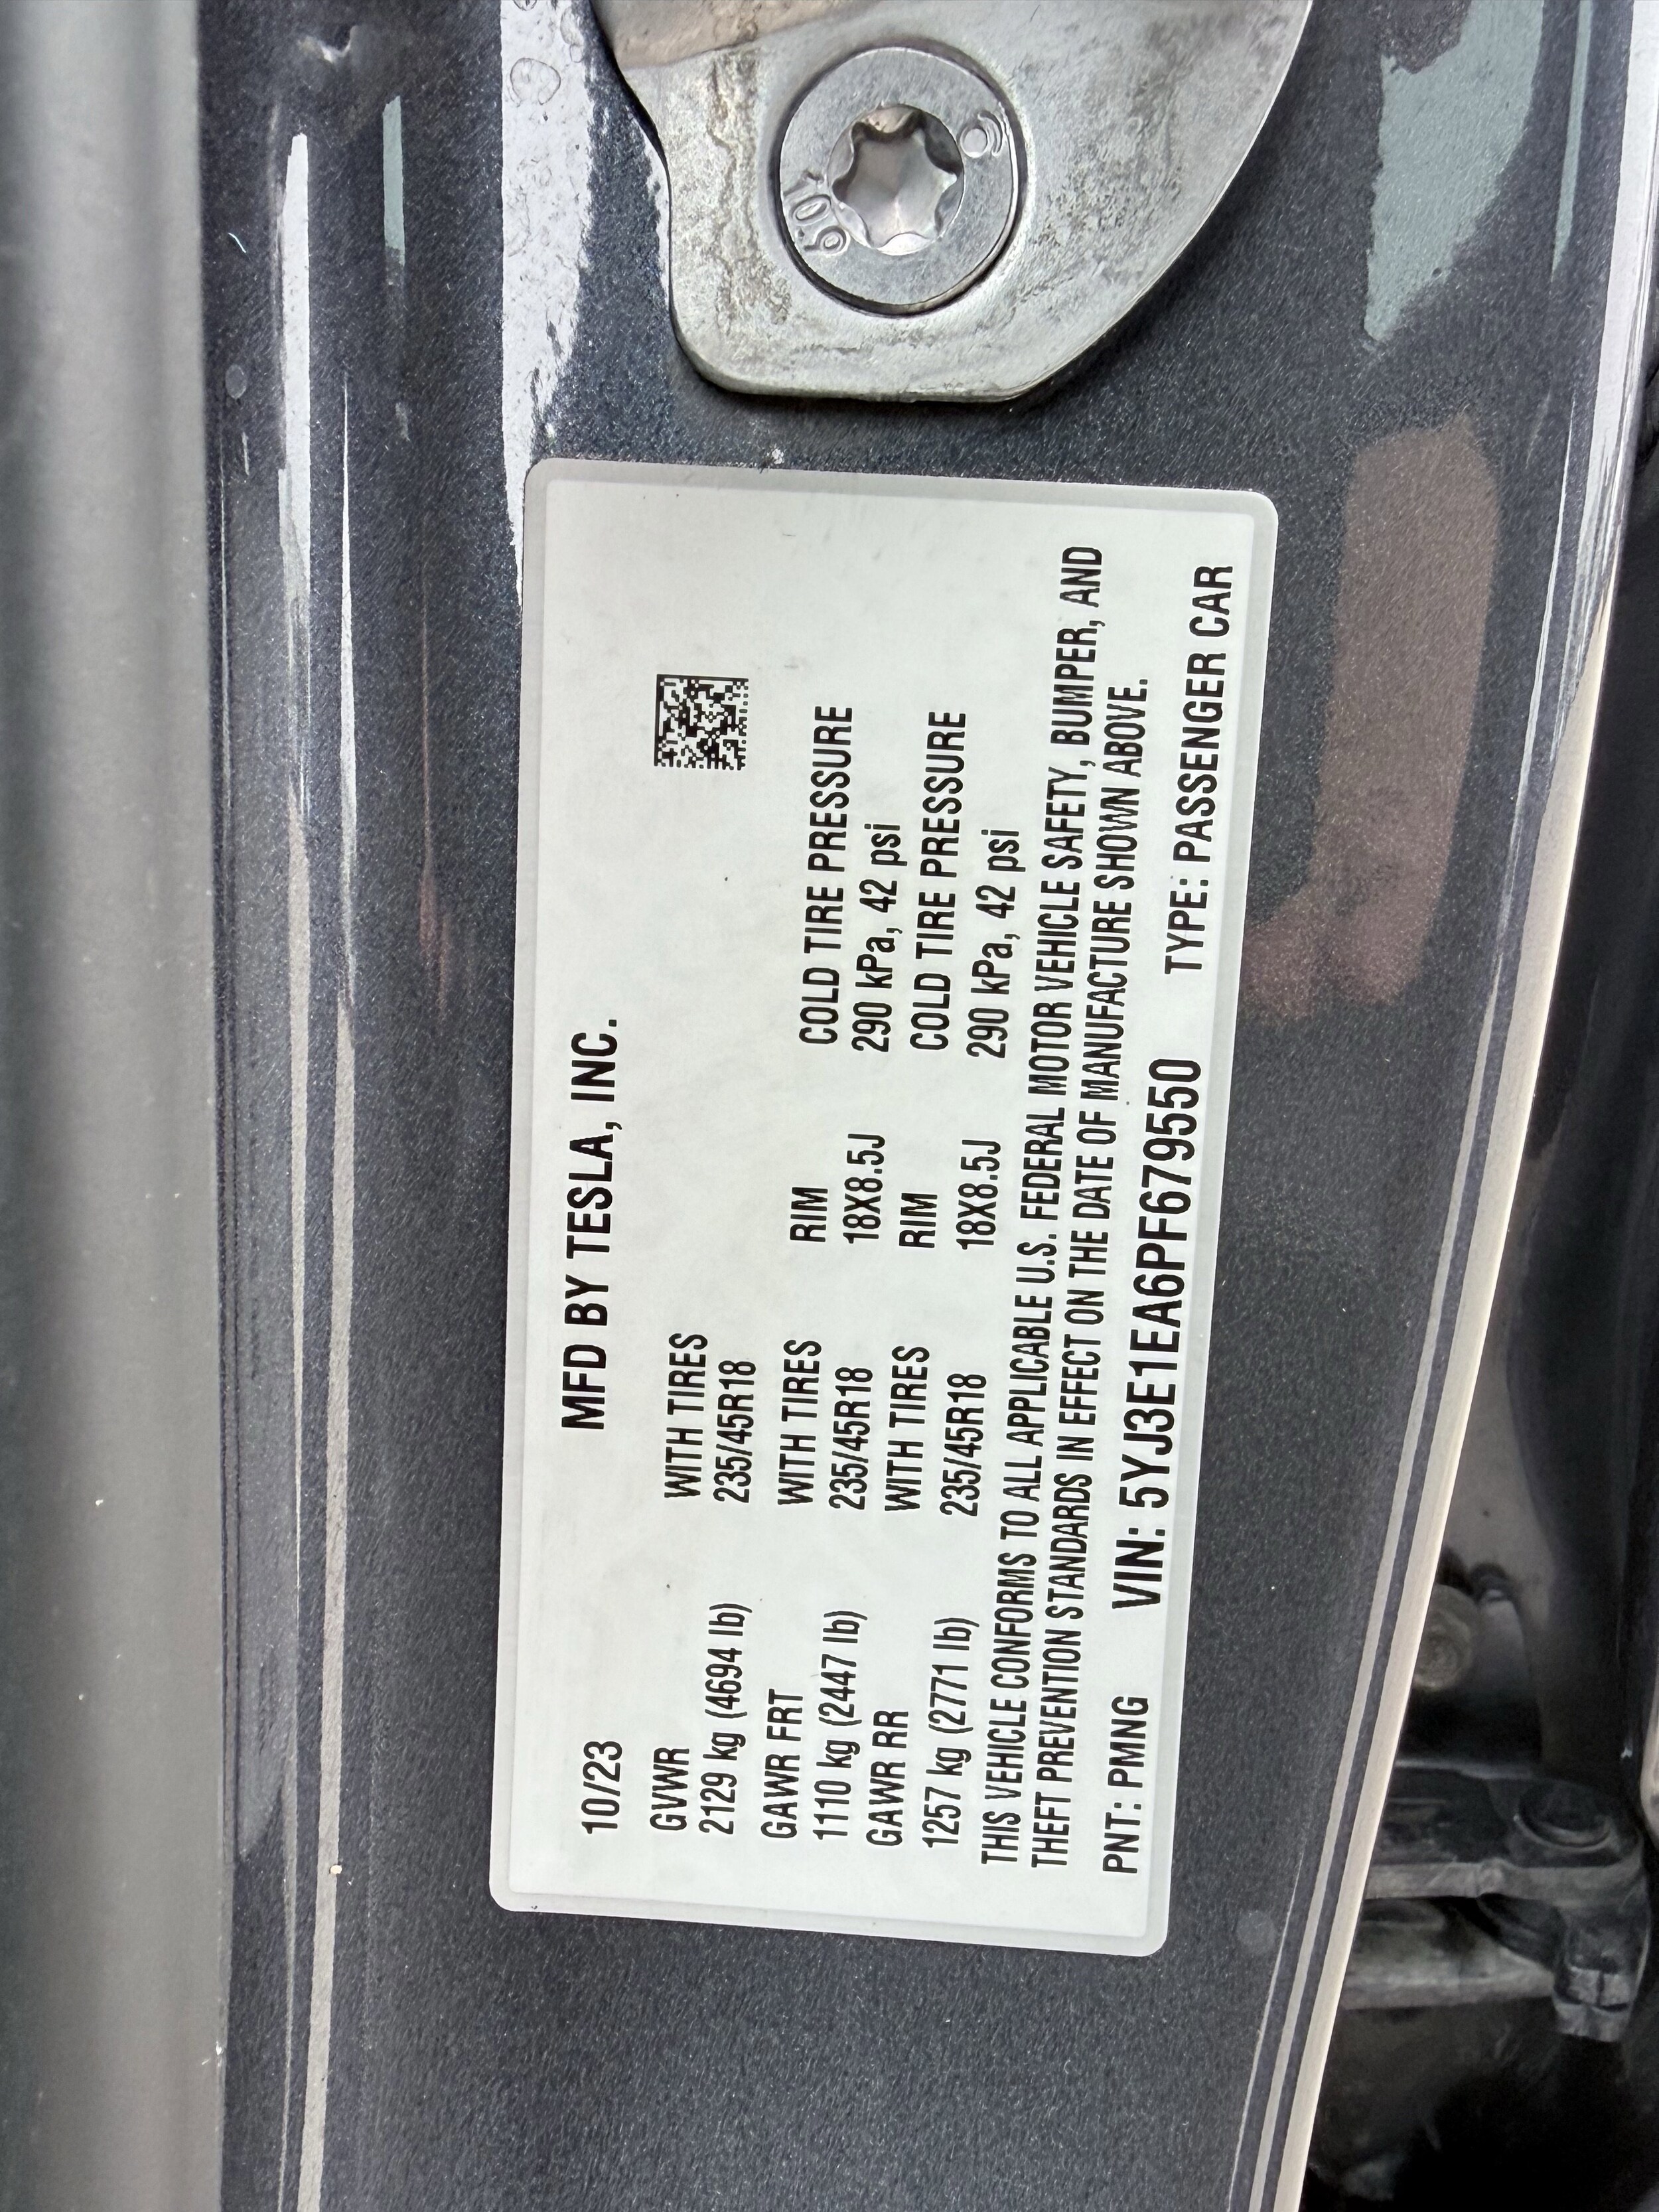 10/23 MFD BY TESLA, INC.
GVWR WITH TIRES
2129 kg (4694 lb) 235/45R18
GAWR FRT WITH TIRES RIM COLD TIRE PRESSURE
1110 kg (2447 lb) 235/45R18 18X8.5J 290 kPa, 42 psi
GAWR RR WITH TIRES RIM COLD TIRE PRESSURE
1257 kg (2771 lb) 235/45R18 18X8.5J 290 kPa, 42 psi
THIS VEHICLE CONFORMS TO ALL APPLICABLE U.S. FEDERAL MOTOR VEHICLE SAFETY, BUMPER, AND
THEFT PREVENTION STANDARDS IN EFFECT ON THE DATE OF MANUFACTURE SHOWN ABOVE.
PNT: PMNG VIN: 5YJ3E1EA6PF679550 TYPE: PASSENGER CAR
10.9